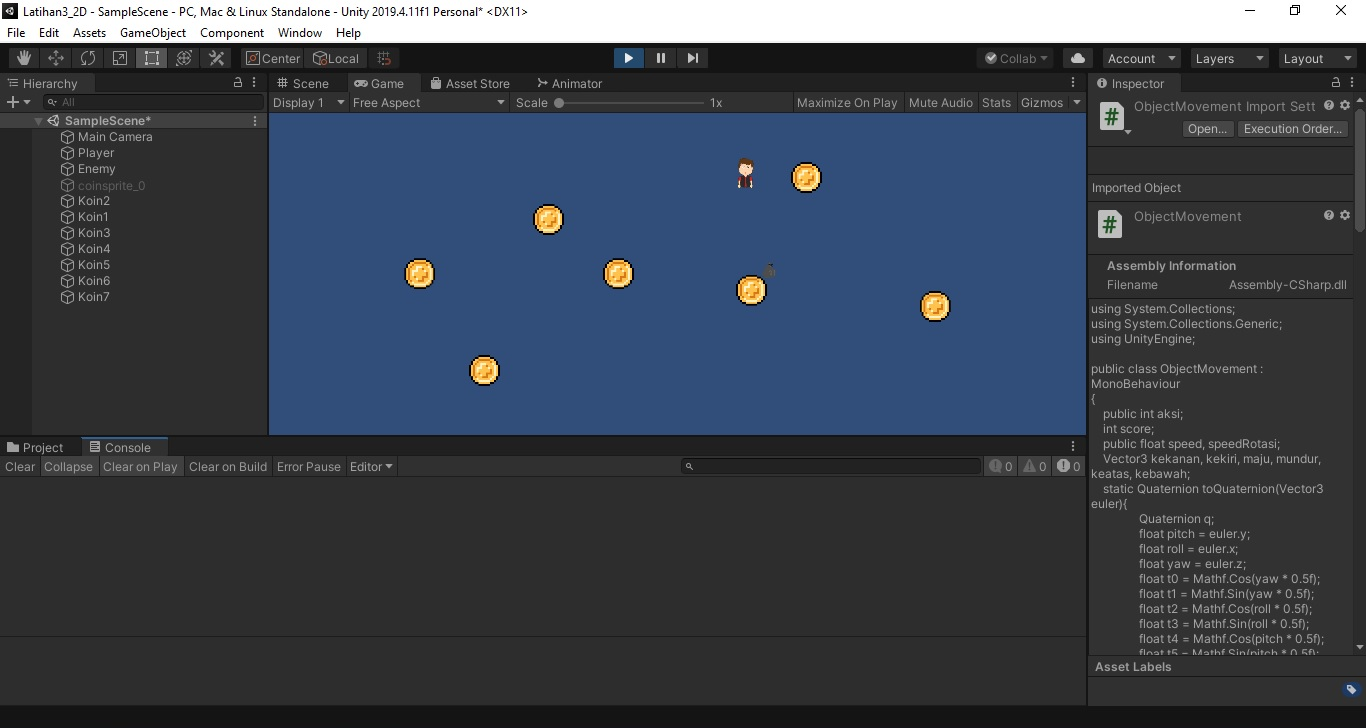 Latihan3_2D - SampleScene - PC, Mac & Linux Standalone - Unity 2019.4.11f1 Personal* <DX11>
File Edit Assets GameObject Component Window Help
Center Local Collab Account Layers Layout
Hierarchy
All
SampleScene*
Main Camera
Player
Enemy
coinsprite_0
Koin2
Koin1
Koin3
Koin4
Koin5
Koin6
Koin7
Scene Game Asset Store Animator
Display 1 Free Aspect Scale 1x Maximize On Play Mute Audio Stats Gizmos
Project Console
Clear Collapse Clear on Play Clear on Build Error Pause Editor 0 0 0
Inspector
ObjectMovement Import Sett
Open... Execution Order...
Imported Object
ObjectMovement
Assembly Information
Filename Assembly-CSharp.dll
using System.Collections;
using System.Collections.Generic;
using UnityEngine;
public class ObjectMovement :
MonoBehaviour
{
public int aksi;
int score;
public float speed, speedRotasi;
Vector3 kekanan, kekiri, maju, mundur,
keatas, kebawah;
static Quaternion toQuaternion(Vector3
euler){
Quaternion q;
float pitch = euler.y;
float roll = euler.x;
float yaw = euler.z;
float t0 = Mathf.Cos(yaw * 0.5f);
float t1 = Mathf.Sin(yaw * 0.5f);
float t2 = Mathf.Cos(roll * 0.5f);
float t3 = Mathf.Sin(roll * 0.5f);
float t4 = Mathf.Cos(pitch * 0.5f);
float t5 = Mathf.Sin(pitch * 0.5f);
Asset Labels